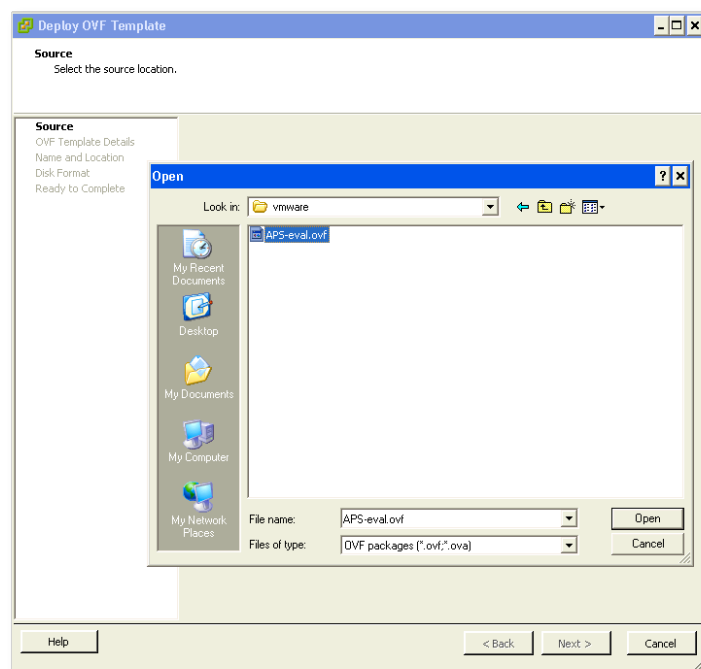 Deploy OVF Template
Source
Select the source location.
Source
OVF Template Details
Name and Location
Disk Format
Ready to Complete
Open
Look in:
vmware
My Recent
Documents
Desktop
My Documents
My Computer
My Network
Places
APS-eval.ovf
File name:
APS-eval.ovf
Open
Files of type:
OVF packages (*.ovf;*.ova)
Cancel
Help
< Back
Next >
Cancel